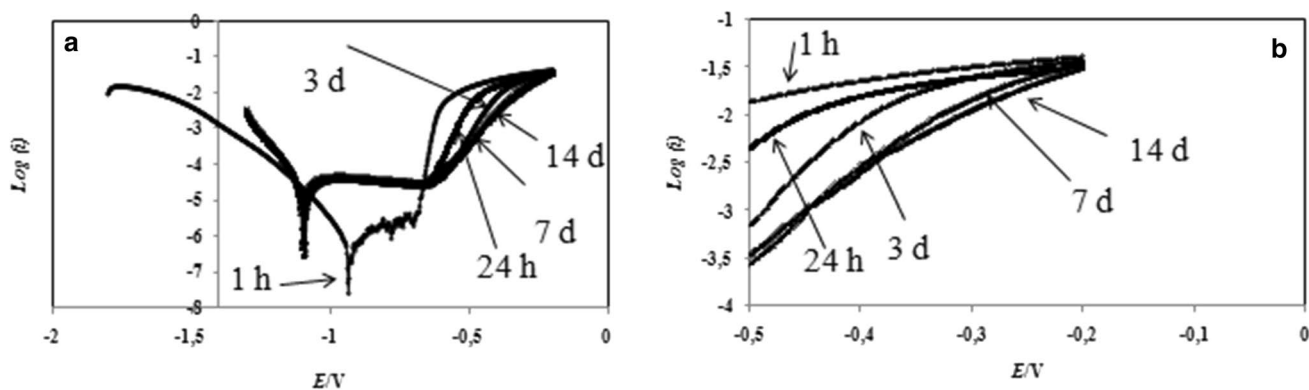 a
0
-1
-2
-3
-4
-5
-6
-7
-8
Log (i)
3 d
14 d
7 d
24 h
1 h
-2 -1,5 -1 -0,5 0
E/V
b
-1
-1,5
-2
-2,5
-3
-3,5
-4
Log (i)
1 h
14 d
7 d
3 d
24 h
-0,5 -0,4 -0,3 -0,2 -0,1 0
E/V